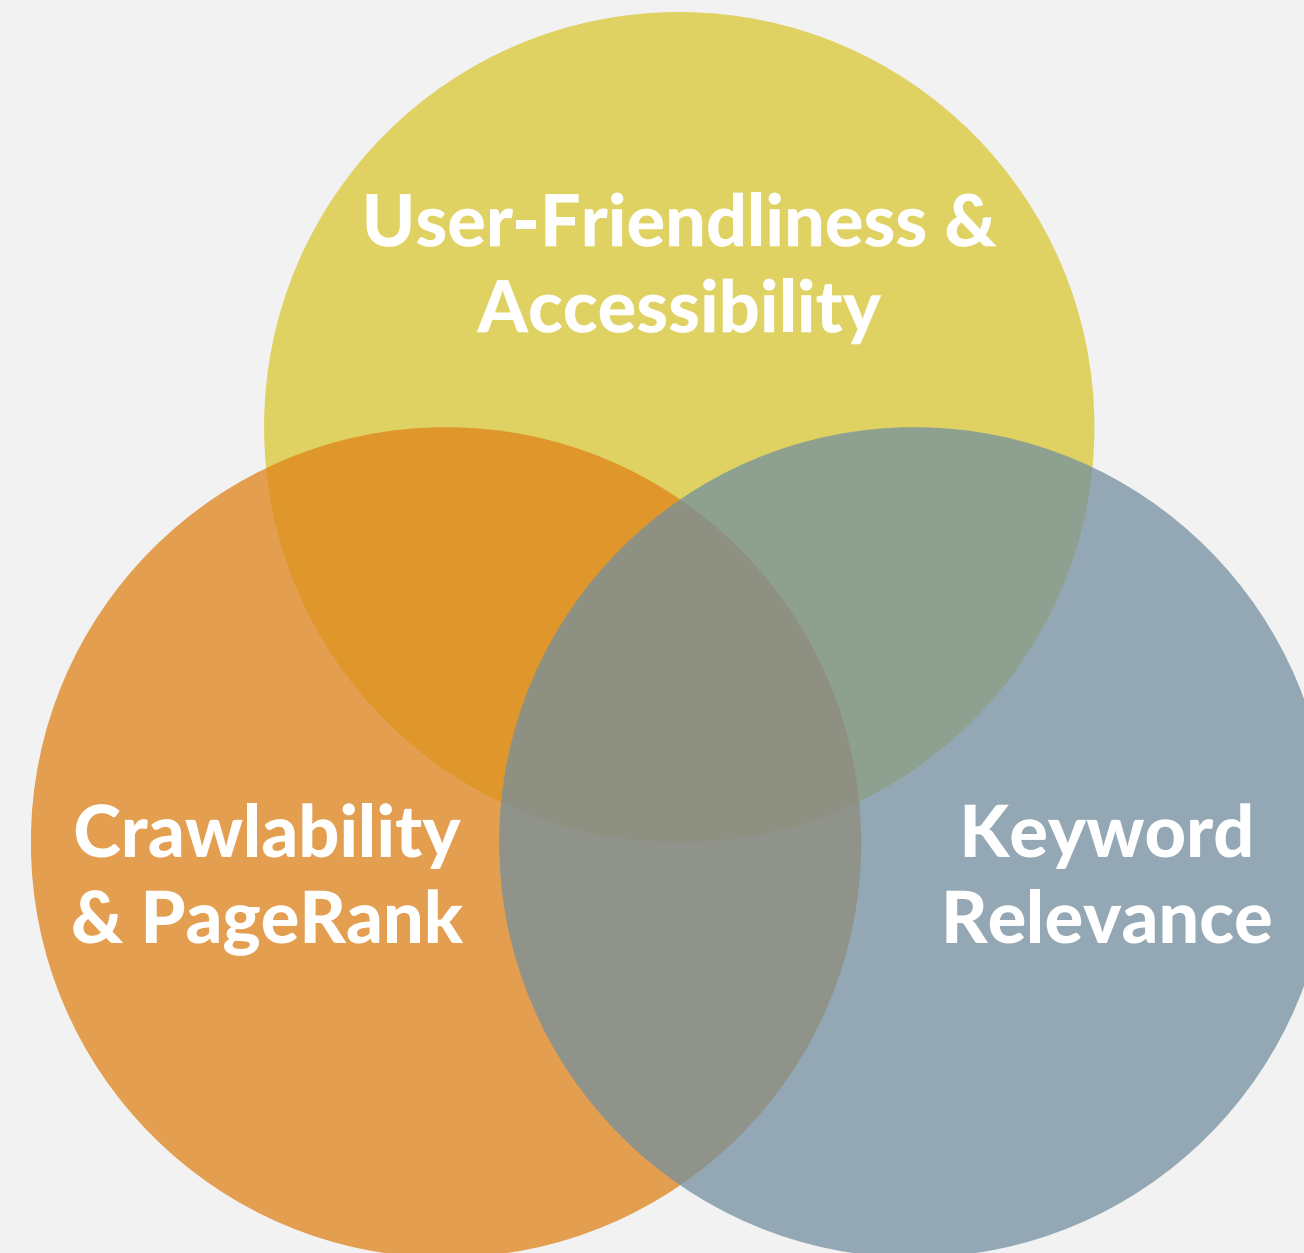 User-Friendliness &
Accessibility
Crawlability
& PageRank
Keyword
Relevance